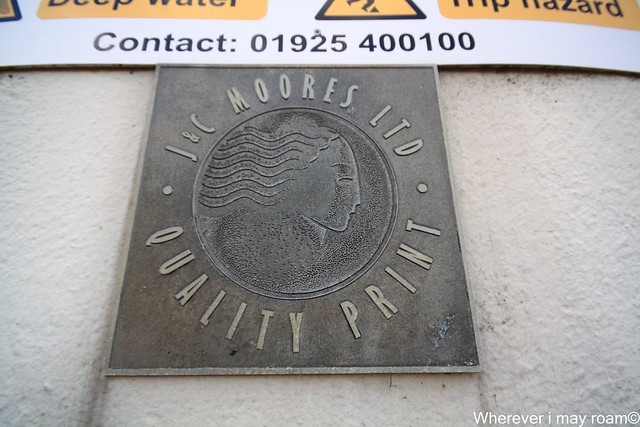 Deep Water
Trip hazard
Contact: 01925 400100
J&C MOORES LTD
QUALITY PRINT
Wherever i may roam©